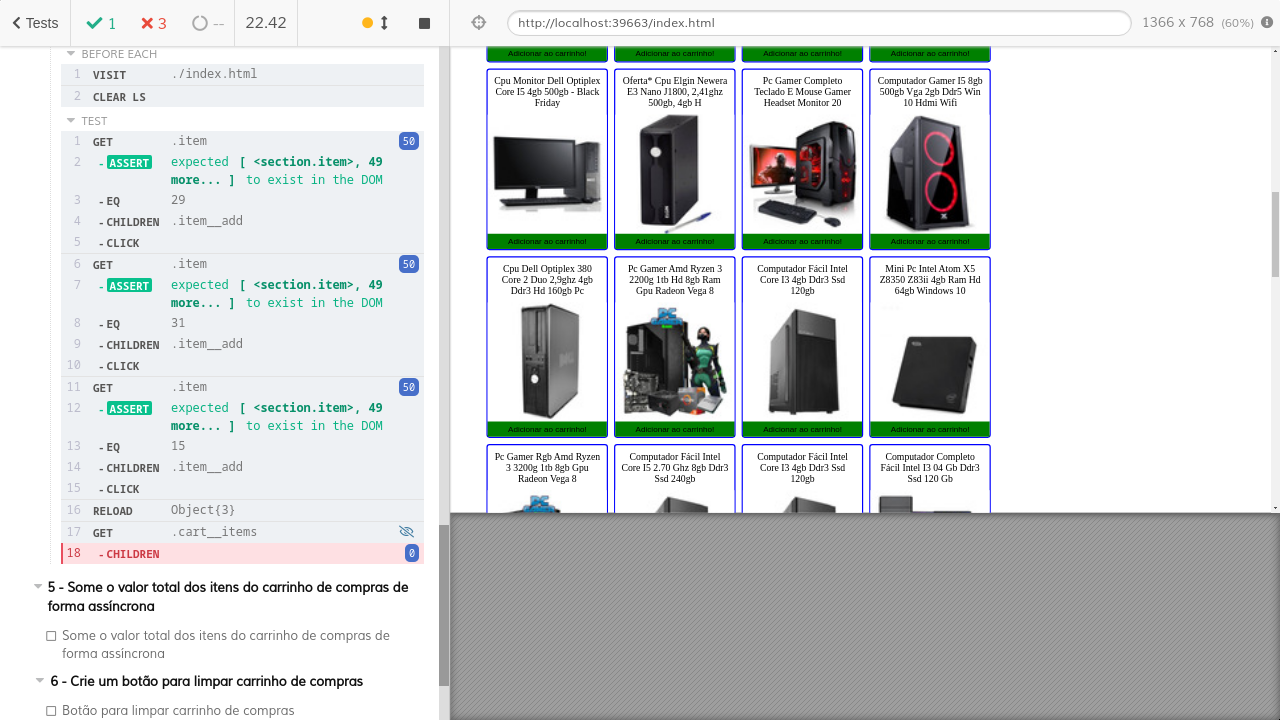 Tests
1
3
--
22.42
http://localhost:39663/index.html
1366 x 768 (60%)
BEFORE EACH
1 VISIT ./index.html
2 CLEAR LS
TEST
1 GET .item 50
2 -ASSERT expected [ <section.item>, 49
more... ] to exist in the DOM
3 -EQ 29
4 -CHILDREN .item__add
5 -CLICK
6 GET .item 50
7 -ASSERT expected [ <section.item>, 49
more... ] to exist in the DOM
8 -EQ 31
9 -CHILDREN .item__add
10 -CLICK
11 GET .item 50
12 -ASSERT expected [ <section.item>, 49
more... ] to exist in the DOM
13 -EQ 15
14 -CHILDREN .item__add
15 -CLICK
16 RELOAD Object{3}
17 GET .cart__items
18 -CHILDREN 0
5 - Some o valor total dos itens do carrinho de compras de
forma assíncrona
Some o valor total dos itens do carrinho de compras de
forma assíncrona
6 - Crie um botão para limpar carrinho de compras
Botão para limpar carrinho de compras
Adicionar ao carrinho! Adicionar ao carrinho! Adicionar ao carrinho! Adicionar ao carrinho!
Cpu Monitor Dell Optiplex
Core I5 4gb 500gb - Black
Friday
Adicionar ao carrinho!
Oferta* Cpu Elgin Newera
E3 Nano J1800, 2,41ghz
500gb, 4gb H
Adicionar ao carrinho!
Pc Gamer Completo
Teclado E Mouse Gamer
Headset Monitor 20
Adicionar ao carrinho!
Computador Gamer I5 8gb
500gb Vga 2gb Ddr5 Win
10 Hdmi Wifi
Adicionar ao carrinho!
Cpu Dell Optiplex 380
Core 2 Duo 2,9ghz 4gb
Ddr3 Hd 160gb Pc
Adicionar ao carrinho!
Pc Gamer Amd Ryzen 3
2200g 1tb Hd 8gb Ram
Gpu Radeon Vega 8
Adicionar ao carrinho!
Computador Fácil Intel
Core I3 4gb Ddr3 Ssd
120gb
Adicionar ao carrinho!
Mini Pc Intel Atom X5
Z8350 Z83ii 4gb Ram Hd
64gb Windows 10
Adicionar ao carrinho!
Pc Gamer Rgb Amd Ryzen
3 3200g 1tb 8gb Gpu
Radeon Vega 8
Computador Fácil Intel
Core I5 2.70 Ghz 8gb Ddr3
Ssd 240gb
Computador Fácil Intel
Core I3 4gb Ddr3 Ssd
120gb
Computador Completo
Fácil Intel I3 04 Gb Ddr3
Ssd 120 Gb